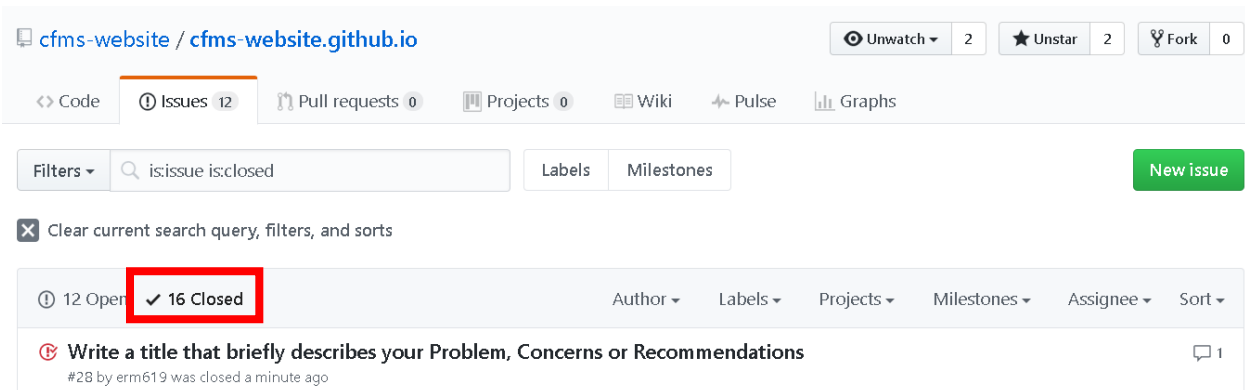 cfms-website / cfms-website.github.io Unwatch 2 Unstar 2 Fork 0
<> Code Issues 12 Pull requests 0 Projects 0 Wiki Pulse Graphs
Filters is:issue is:closed Labels Milestones New issue
Clear current search query, filters, and sorts
12 Open 16 Closed Author Labels Projects Milestones Assignee Sort
Write a title that briefly describes your Problem, Concerns or Recommendations 1
#28 by erm619 was closed a minute ago